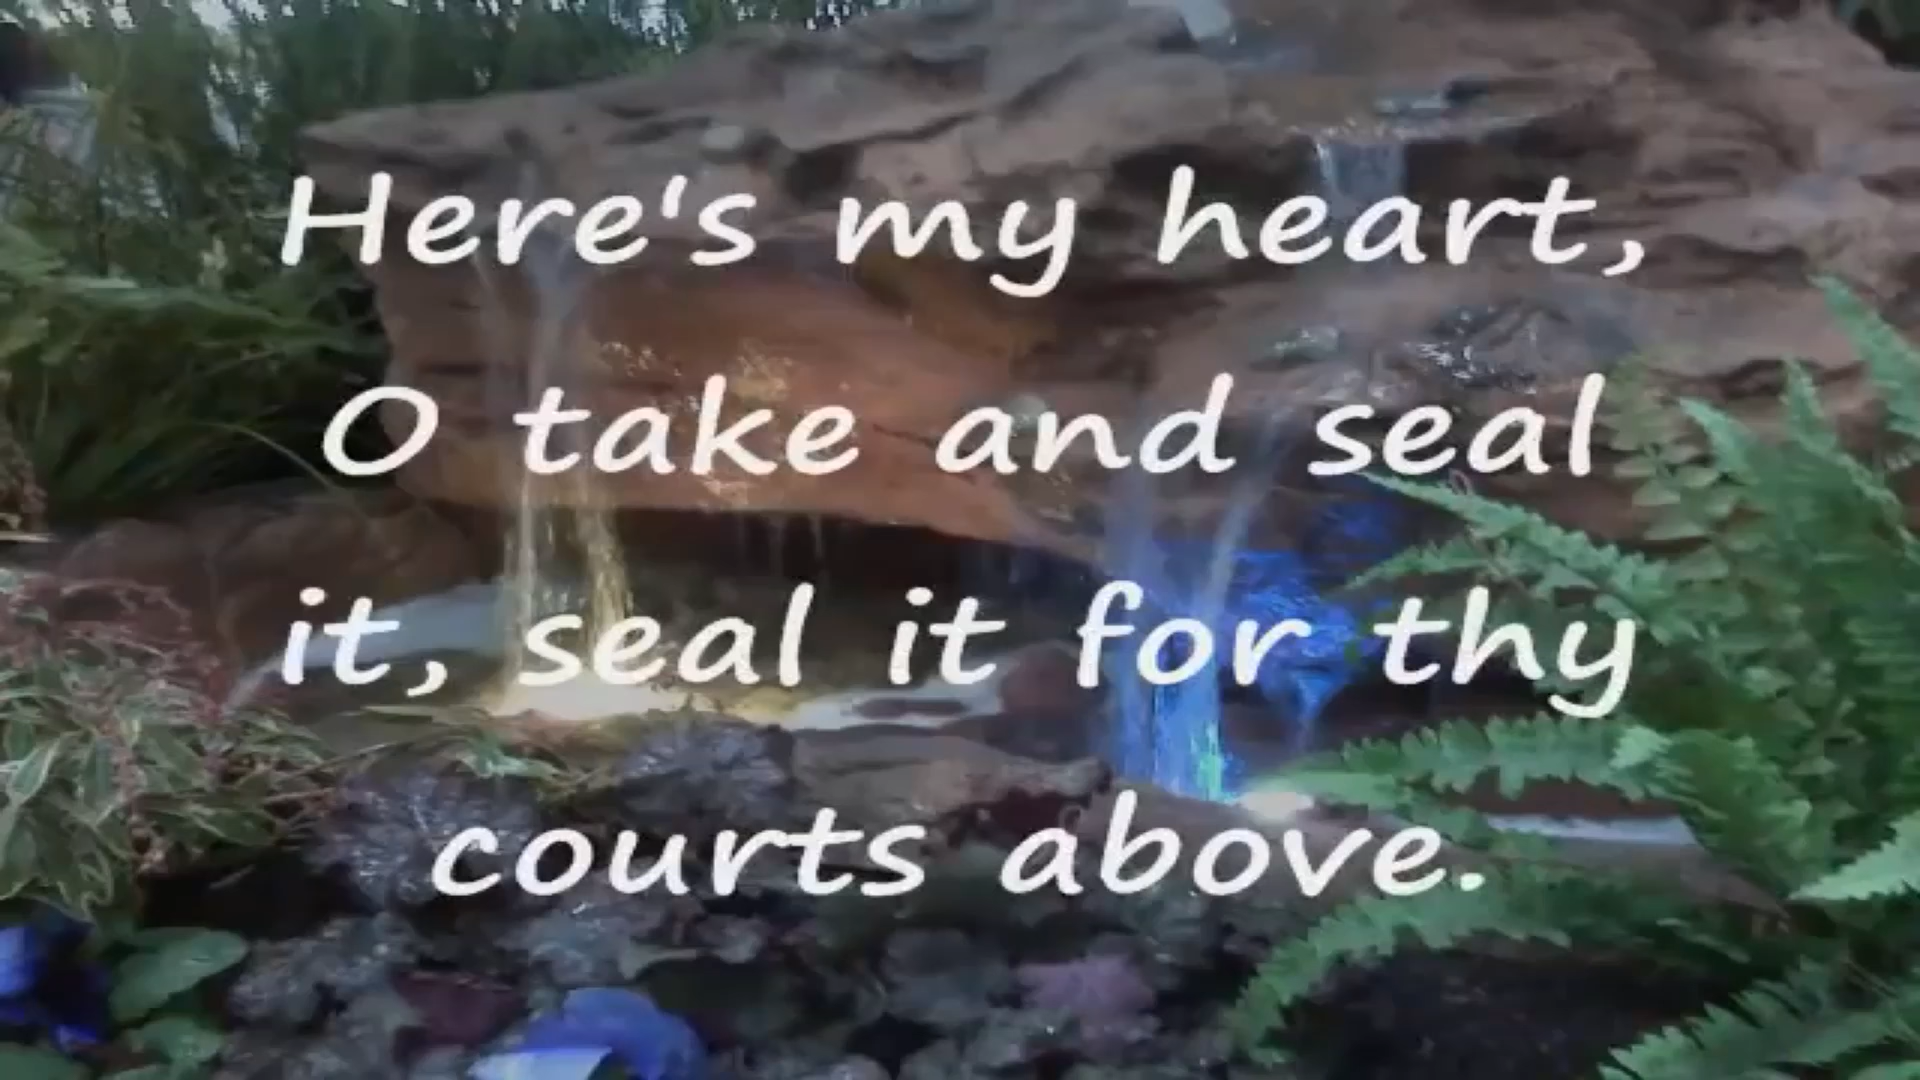 Here's my heart,
O take and seal
it, seal it for thy
courts above.